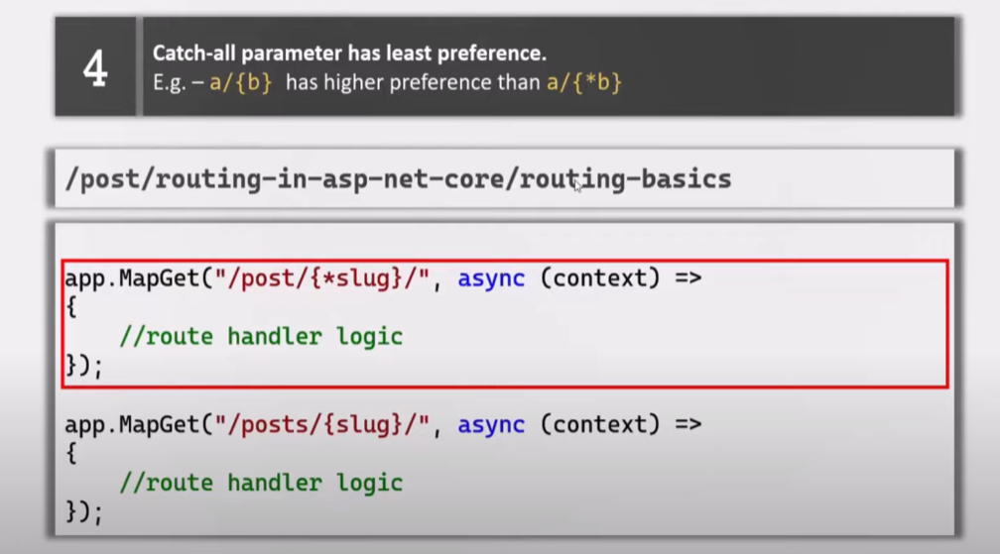 4
Catch-all parameter has least preference.
E.g. – a/{b} has higher preference than a/{*b}
/post/routing-in-asp-net-core/routing-basics
app.MapGet("/post/{*slug}/", async (context) =>
{
    //route handler logic
});
app.MapGet("/posts/{slug}/", async (context) =>
{
    //route handler logic
});